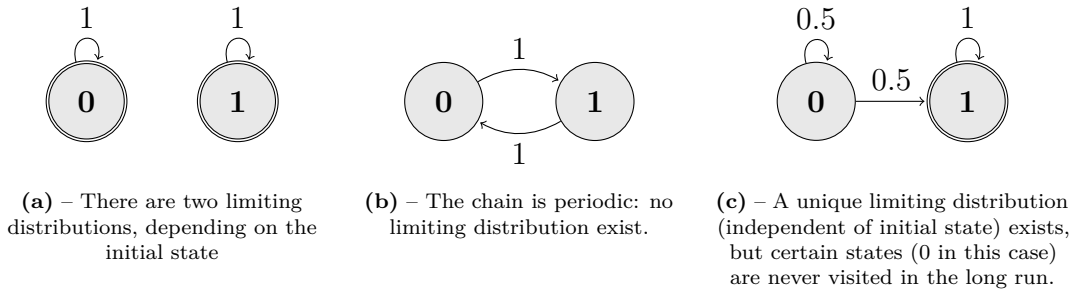 1
1
0
1
(a) – There are two limiting
distributions, depending on the
initial state
1
0
1
1
(b) – The chain is periodic: no
limiting distribution exist.
0.5
1
0.5
0
1
(c) – A unique limiting distribution
(independent of initial state) exists,
but certain states (0 in this case)
are never visited in the long run.